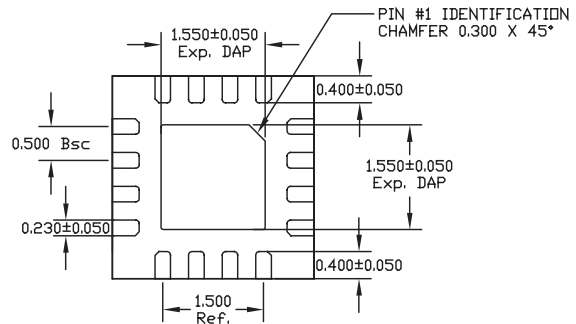 PIN #1 IDENTIFICATION
CHAMFER 0.300 X 45°
1.550±0.050
Exp. DAP
0.400±0.050
0.500 Bsc
1.550±0.050
Exp. DAP
0.230±0.050
0.400±0.050
1.500
Ref.